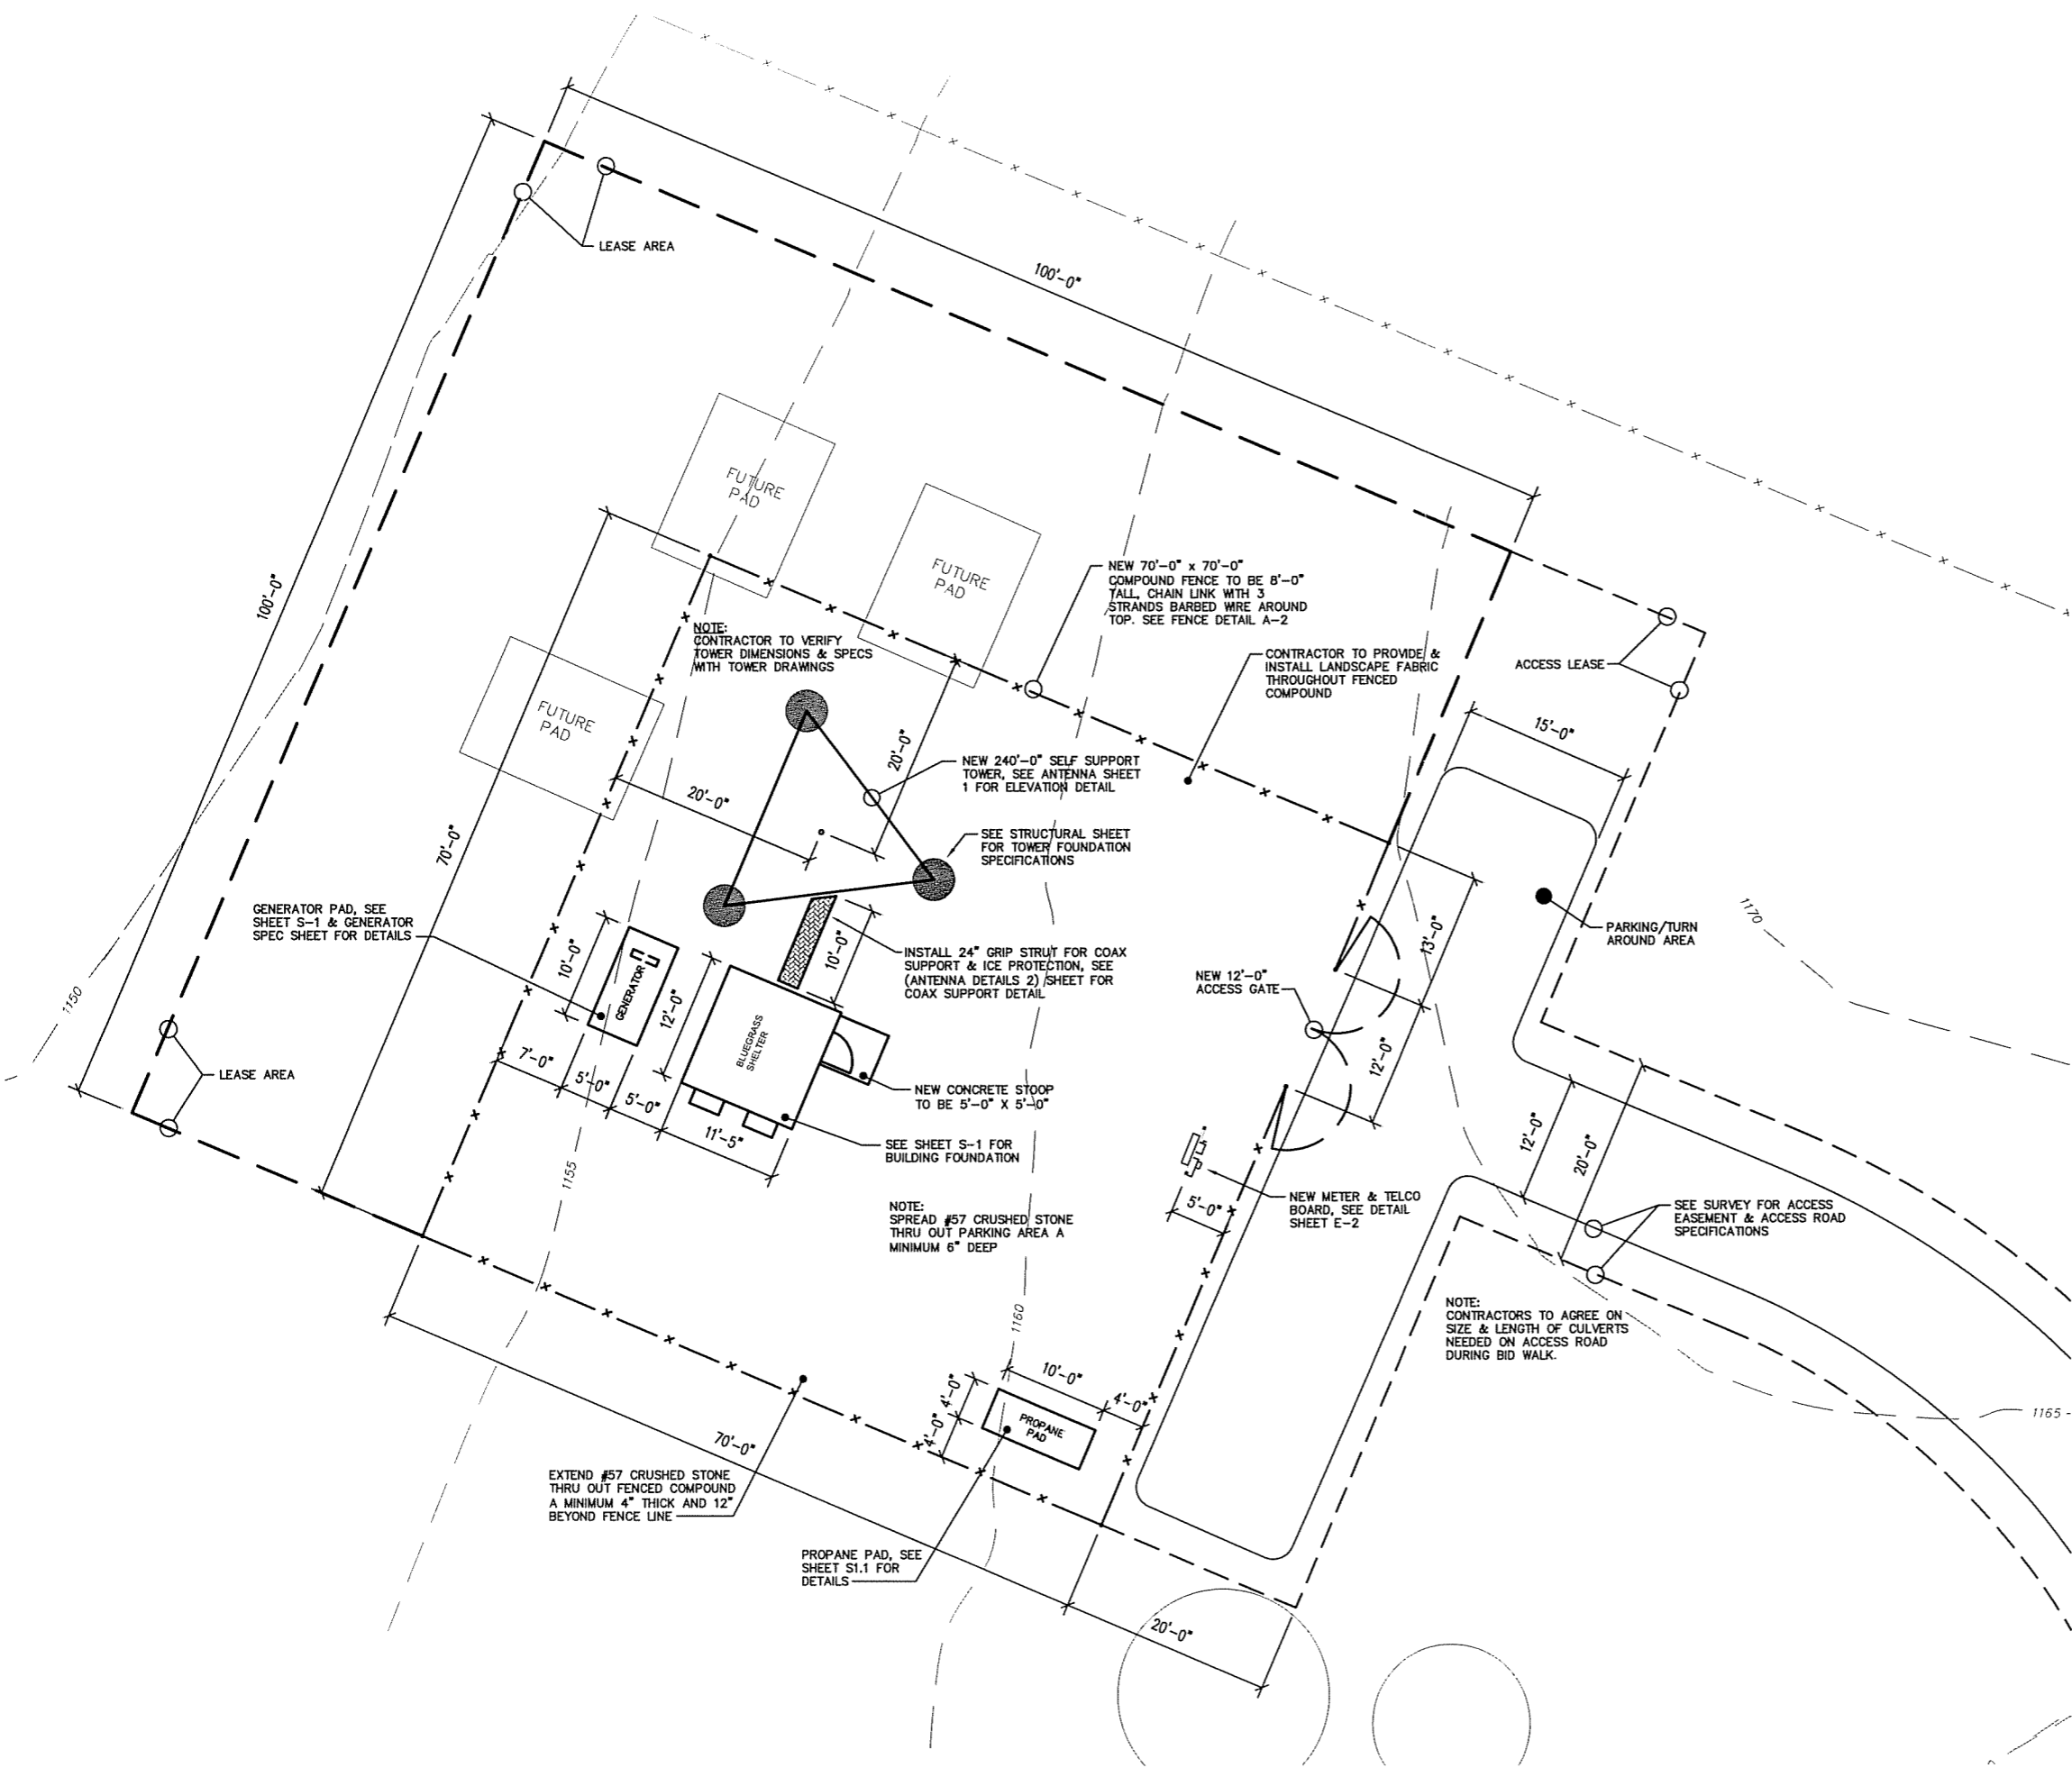 LEASE AREA
100'-0"
100'-0"
FUTURE
PAD
FUTURE
PAD
FUTURE
PAD
NEW 70'-0" x 70'-0"
COMPOUND FENCE TO BE 8'-0"
TALL, CHAIN LINK WITH 3
STRANDS BARBED WIRE AROUND
TOP. SEE FENCE DETAIL A-2
NOTE:
CONTRACTOR TO VERIFY
TOWER DIMENSIONS & SPECS
WITH TOWER DRAWINGS
CONTRACTOR TO PROVIDE &
INSTALL LANDSCAPE FABRIC
THROUGHOUT FENCED
COMPOUND
ACCESS LEASE
15'-0"
20'-0"
20'-0"
NEW 240'-0" SELF SUPPORT
TOWER, SEE ANTENNA SHEET
1 FOR ELEVATION DETAIL
70'-0"
SEE STRUCTURAL SHEET
FOR TOWER FOUNDATION
SPECIFICATIONS
GENERATOR PAD, SEE
SHEET S-1 & GENERATOR
SPEC SHEET FOR DETAILS
10'-0"
GENERATOR
12'-0"
10'-0"
INSTALL 24" GRIP STRUT FOR COAX
SUPPORT & ICE PROTECTION, SEE
(ANTENNA DETAILS 2) SHEET FOR
COAX SUPPORT DETAIL
13'-0"
PARKING/TURN
AROUND AREA
1170
NEW 12'-0"
ACCESS GATE
12'-0"
1150
LEASE AREA
BLUEGRASS
SHELTER
7'-0"
5'-0"
5'-0"
11'-5"
NEW CONCRETE STOOP
TO BE 5'-0" X 5'-0"
SEE SHEET S-1 FOR
BUILDING FOUNDATION
1155
12'-0"
20'-0"
NOTE:
SPREAD #57 CRUSHED STONE
THRU OUT PARKING AREA A
MINIMUM 6" DEEP
5'-0"
NEW METER & TELCO
BOARD, SEE DETAIL
SHEET E-2
SEE SURVEY FOR ACCESS
EASEMENT & ACCESS ROAD
SPECIFICATIONS
1160
NOTE:
CONTRACTORS TO AGREE ON
SIZE & LENGTH OF CULVERTS
NEEDED ON ACCESS ROAD
DURING BID WALK.
10'-0"
4'-0"
4'-0"
4'-0"
PROPANE
PAD
1165
70'-0"
EXTEND #57 CRUSHED STONE
THRU OUT FENCED COMPOUND
A MINIMUM 4" THICK AND 12"
BEYOND FENCE LINE
PROPANE PAD, SEE
SHEET S1.1 FOR
DETAILS
20'-0"